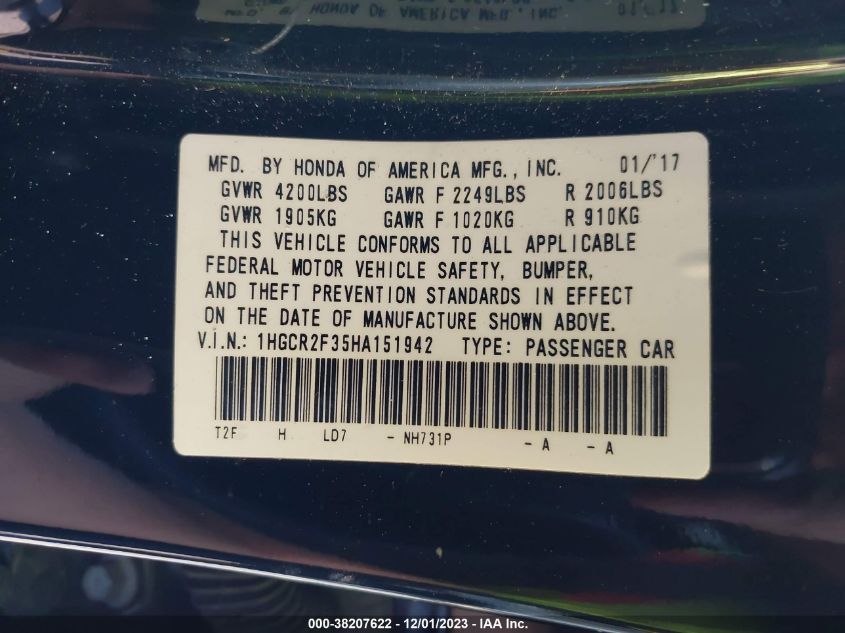 MFD. BY HONDA OF AMERICA MFG., INC. 01/'17
GVWR 4200LBS GAWR F 2249LBS R 2006LBS
GVWR 1905KG GAWR F 1020KG R 910KG
THIS VEHICLE CONFORMS TO ALL APPLICABLE
FEDERAL MOTOR VEHICLE SAFETY, BUMPER,
AND THEFT PREVENTION STANDARDS IN EFFECT
ON THE DATE OF MANUFACTURE SHOWN ABOVE.
V.I.N.: 1HGCR2F35HA151942 TYPE: PASSENGER CAR
T2F H LD7 - NH731P - A - A
000-38207622 - 12/01/2023 - IAA Inc.